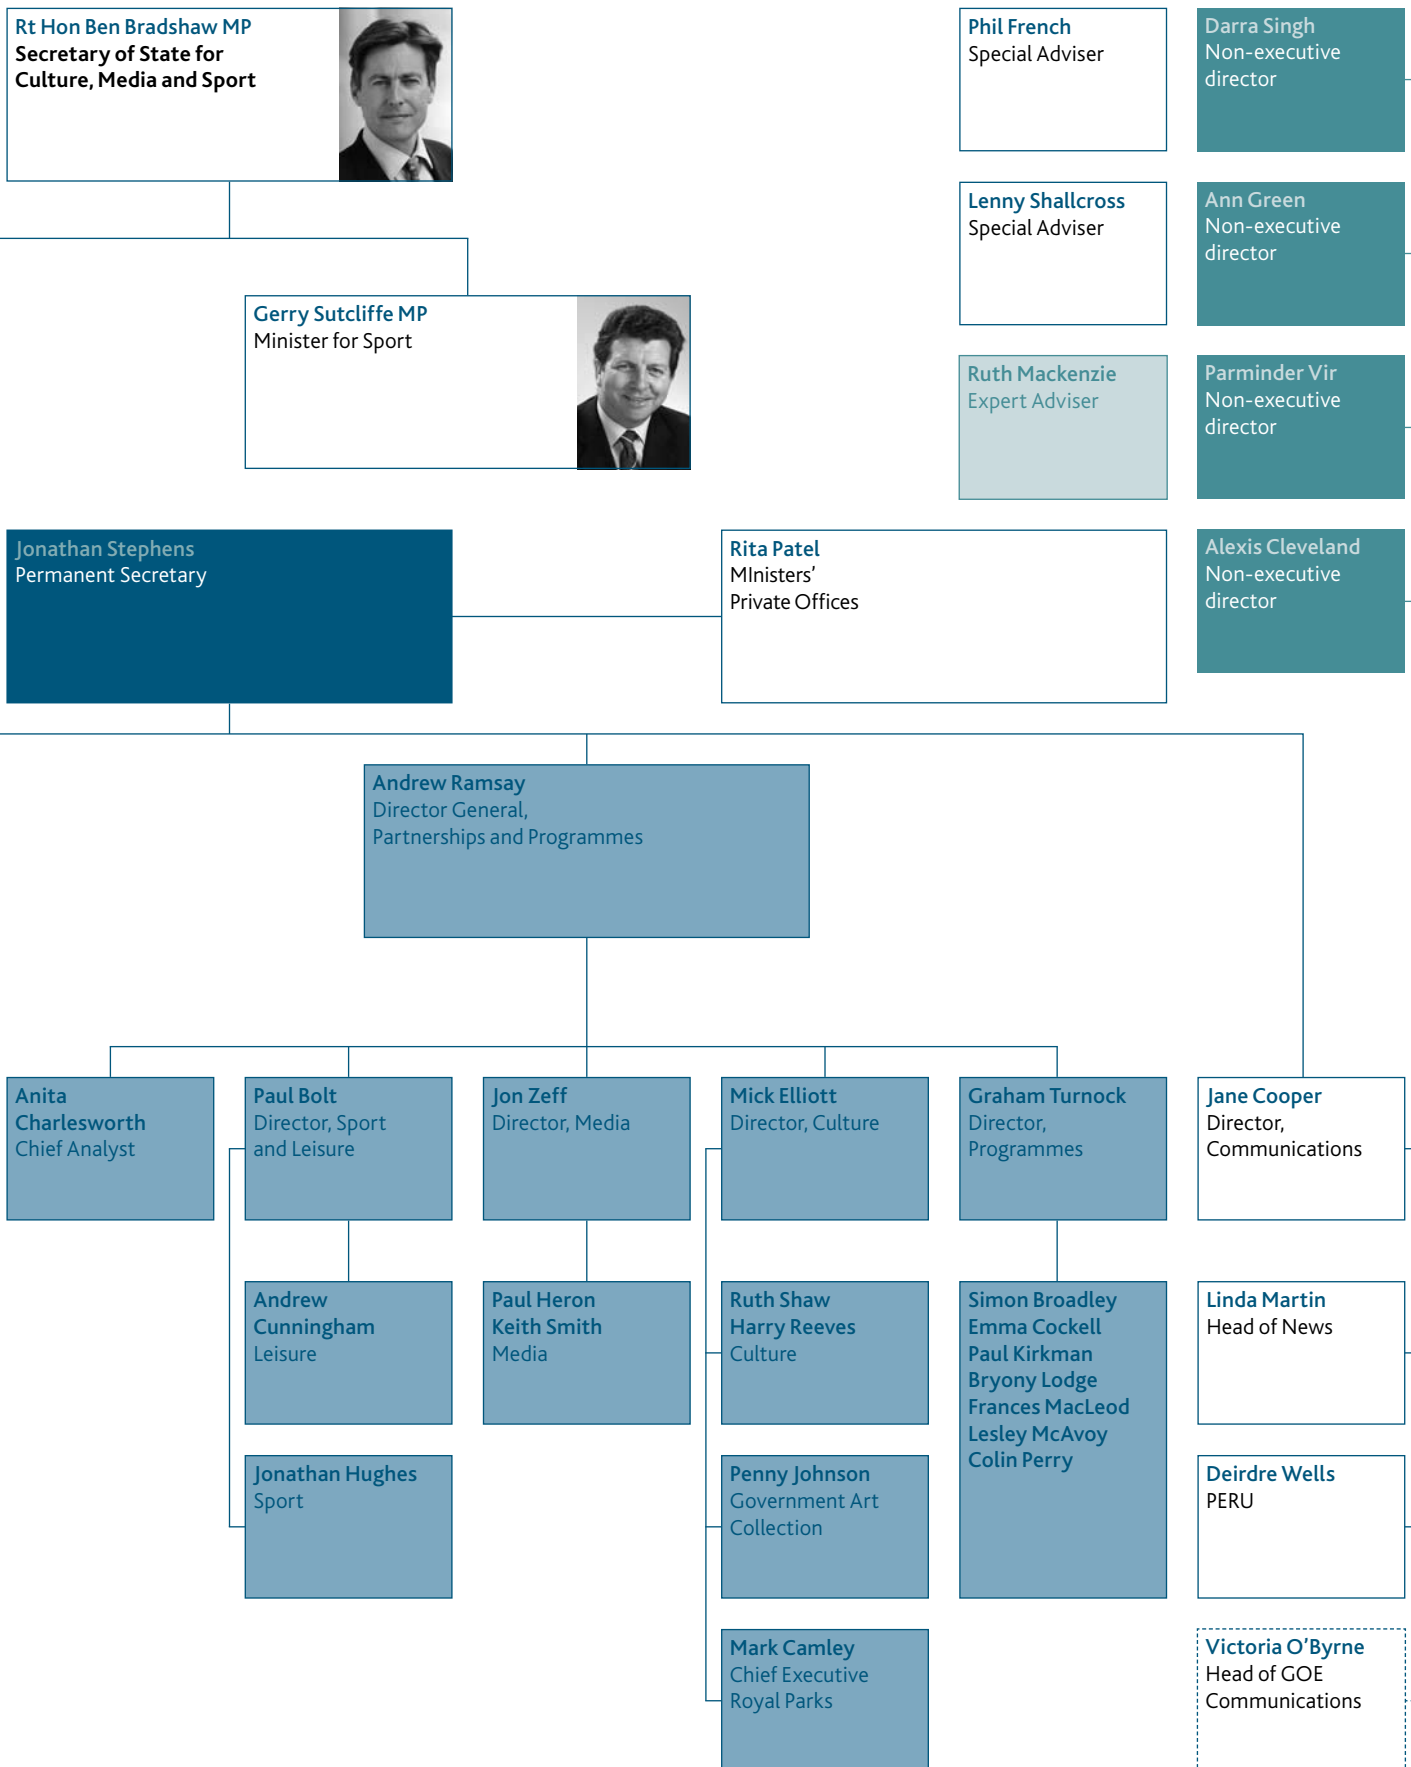 Rt Hon Ben Bradshaw MP
Secretary of State for
Culture, Media and Sport
Phil French
Special Adviser
Darra Singh
Non-executive
director
Lenny Shallcross
Special Adviser
Ann Green
Non-executive
director
Gerry Sutcliffe MP
Minister for Sport
Ruth Mackenzie
Expert Adviser
Parminder Vir
Non-executive
director
Jonathan Stephens
Permanent Secretary
Rita Patel
MInisters’
Private Offices
Alexis Cleveland
Non-executive
director
Andrew Ramsay
Director General,
Partnerships and Programmes
Anita
Charlesworth
Chief Analyst
Paul Bolt
Director, Sport
and Leisure
Jon Zeff
Director, Media
Mick Elliott
Director, Culture
Graham Turnock
Director,
Programmes
Jane Cooper
Director,
Communications
Andrew
Cunningham
Leisure
Paul Heron
Keith Smith
Media
Ruth Shaw
Harry Reeves
Culture
Simon Broadley
Emma Cockell
Paul Kirkman
Bryony Lodge
Frances MacLeod
Lesley McAvoy
Colin Perry
Linda Martin
Head of News
Jonathan Hughes
Sport
Penny Johnson
Government Art
Collection
Deirdre Wells
PERU
Mark Camley
Chief Executive
Royal Parks
Victoria O’Byrne
Head of GOE
Communications